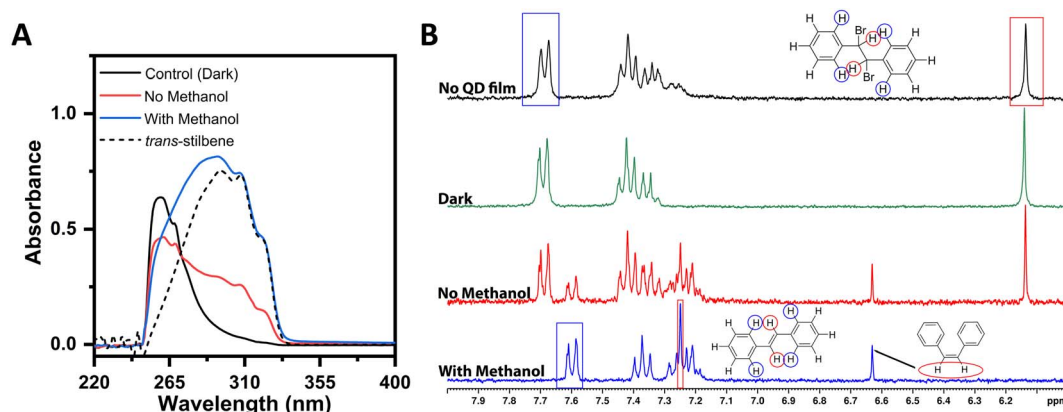 A
Absorbance
1.0
0.5
0.0
Control (Dark)
No Methanol
With Methanol
trans-stilbene
220 265 310 355 400
Wavelength (nm)
B
No QD film
Dark
No Methanol
With Methanol
H H Br H H H
H H
H H H Br H H
H H H H
H H
H H H H H
H H
7.9 7.8 7.7 7.6 7.5 7.4 7.3 7.2 7.1 7.0 6.9 6.8 6.7 6.6 6.5 6.4 6.3 6.2 6.1 ppm